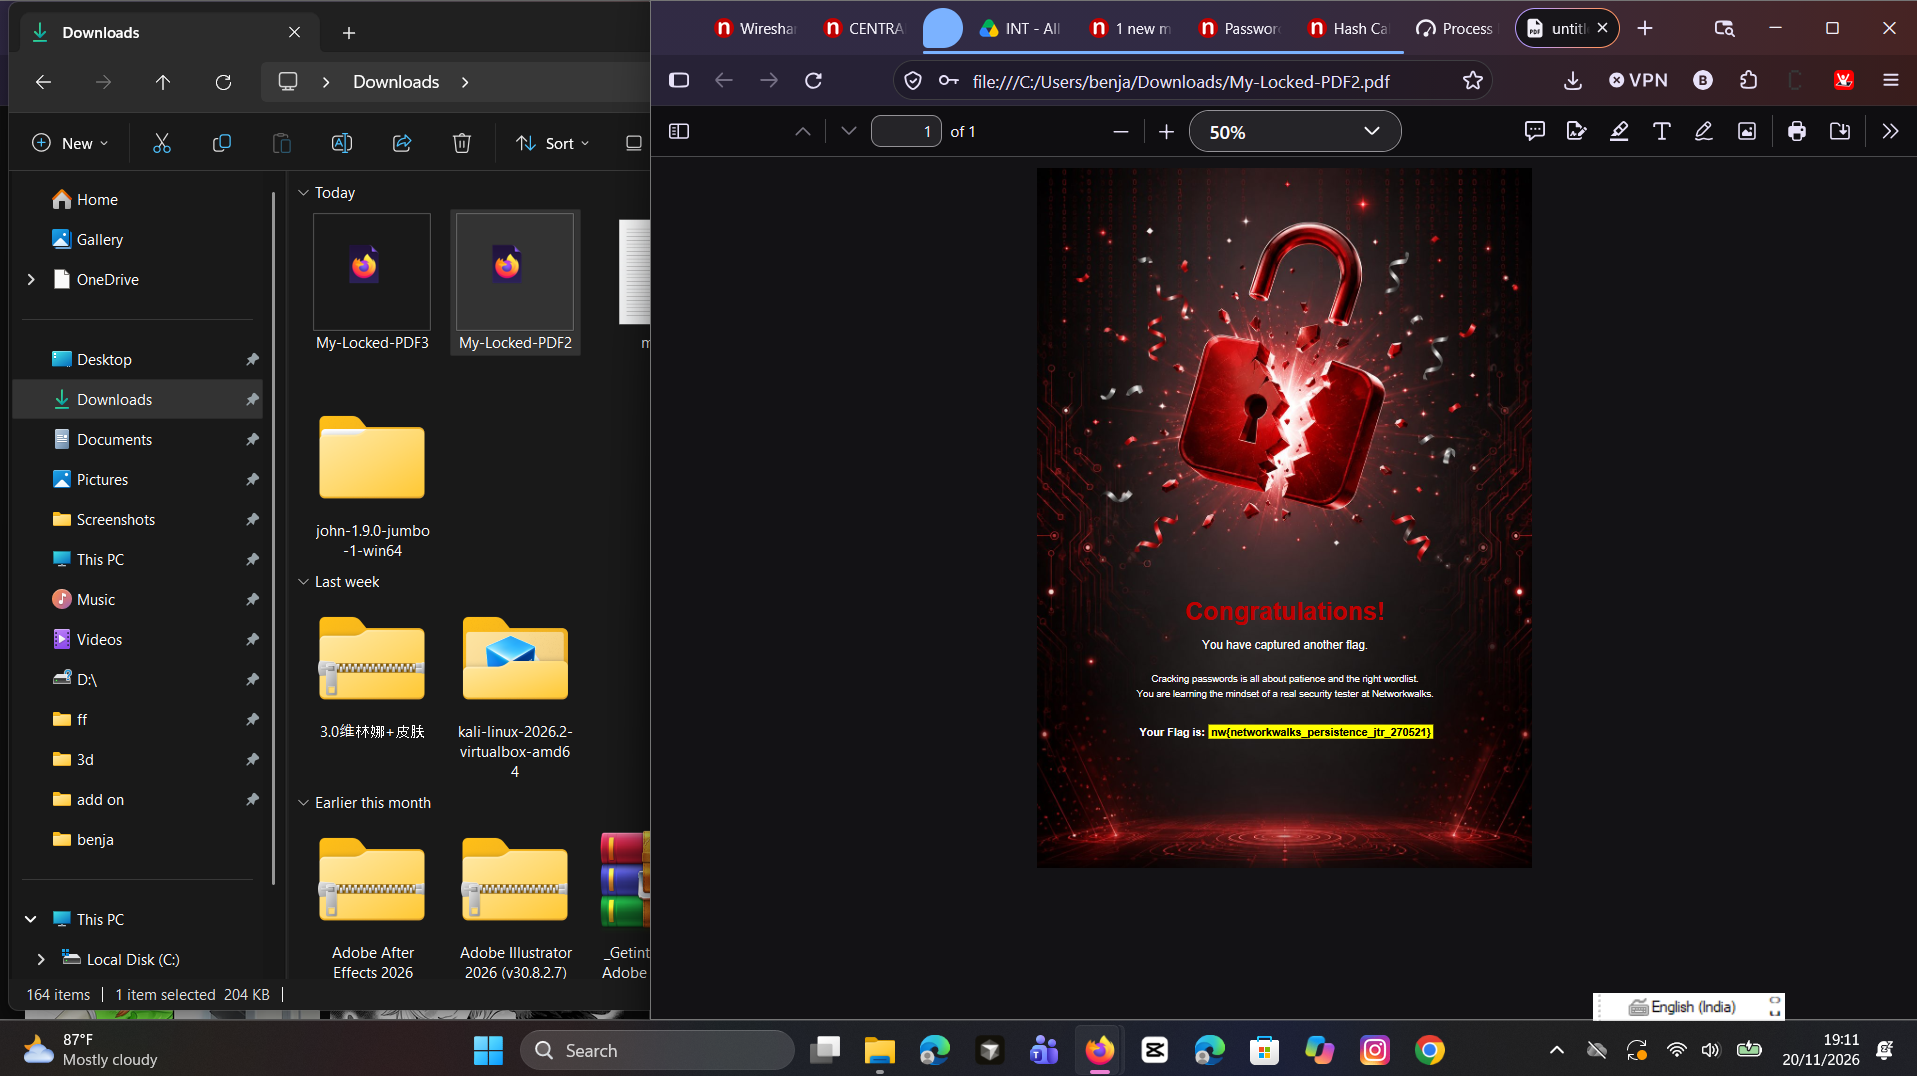 Downloads
Downloads
New
Sort
Home
Gallery
OneDrive
Desktop
Downloads
Documents
Pictures
Screenshots
This PC
Music
Videos
D:\
ff
3d
add on
benja
This PC
Local Disk (C:)
Today
My-Locked-PDF3
My-Locked-PDF2
m
john-1.9.0-jumbo
-1-win64
Last week
3.0维林娜+皮肤
kali-linux-2026.2-
virtualbox-amd6
4
Earlier this month
Adobe After
Effects 2026
Adobe Illustrator
2026 (v30.8.2.7)
_Getint
Adobe
164 items
1 item selected 204 KB
Wireshar
CENTRA
INT - All
1 new m
Passwor
Hash Ca
Process
untitl
file:///C:/Users/benja/Downloads/My-Locked-PDF2.pdf
VPN
B
1 of 1
50%
Congratulations!
You have captured another flag.
Cracking passwords is all about patience and the right wordlist.
You are learning the mindset of a real security tester at Networkwalks.
Your Flag is: nw{networkwalks_persistence_jtr_270521}
English (India)
87°F
Mostly cloudy
Search
19:11
20/11/2026